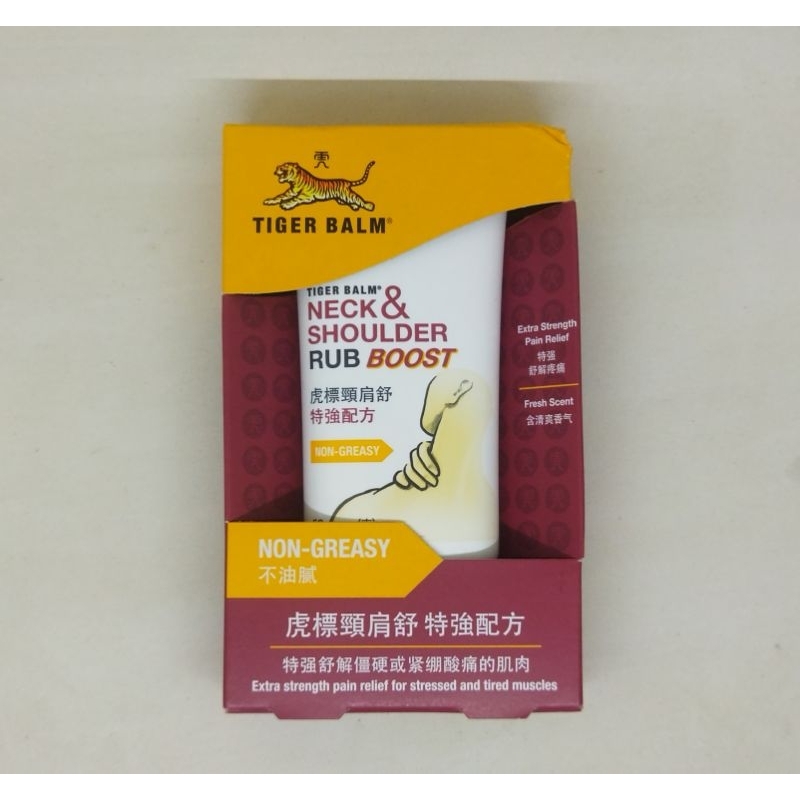 TIGER BALM®
TIGER BALM®
NECK &
SHOULDER
RUB BOOST
虎標頸肩舒
特強配方
NON-GREASY
Extra Strength
Pain Relief
特强
舒解疼痛
Fresh Scent
含清爽香气
NON-GREASY
不油腻
虎標頸肩舒 特強配方
特强舒解僵硬或紧绷酸痛的肌肉
Extra strength pain relief for stressed and tired muscles